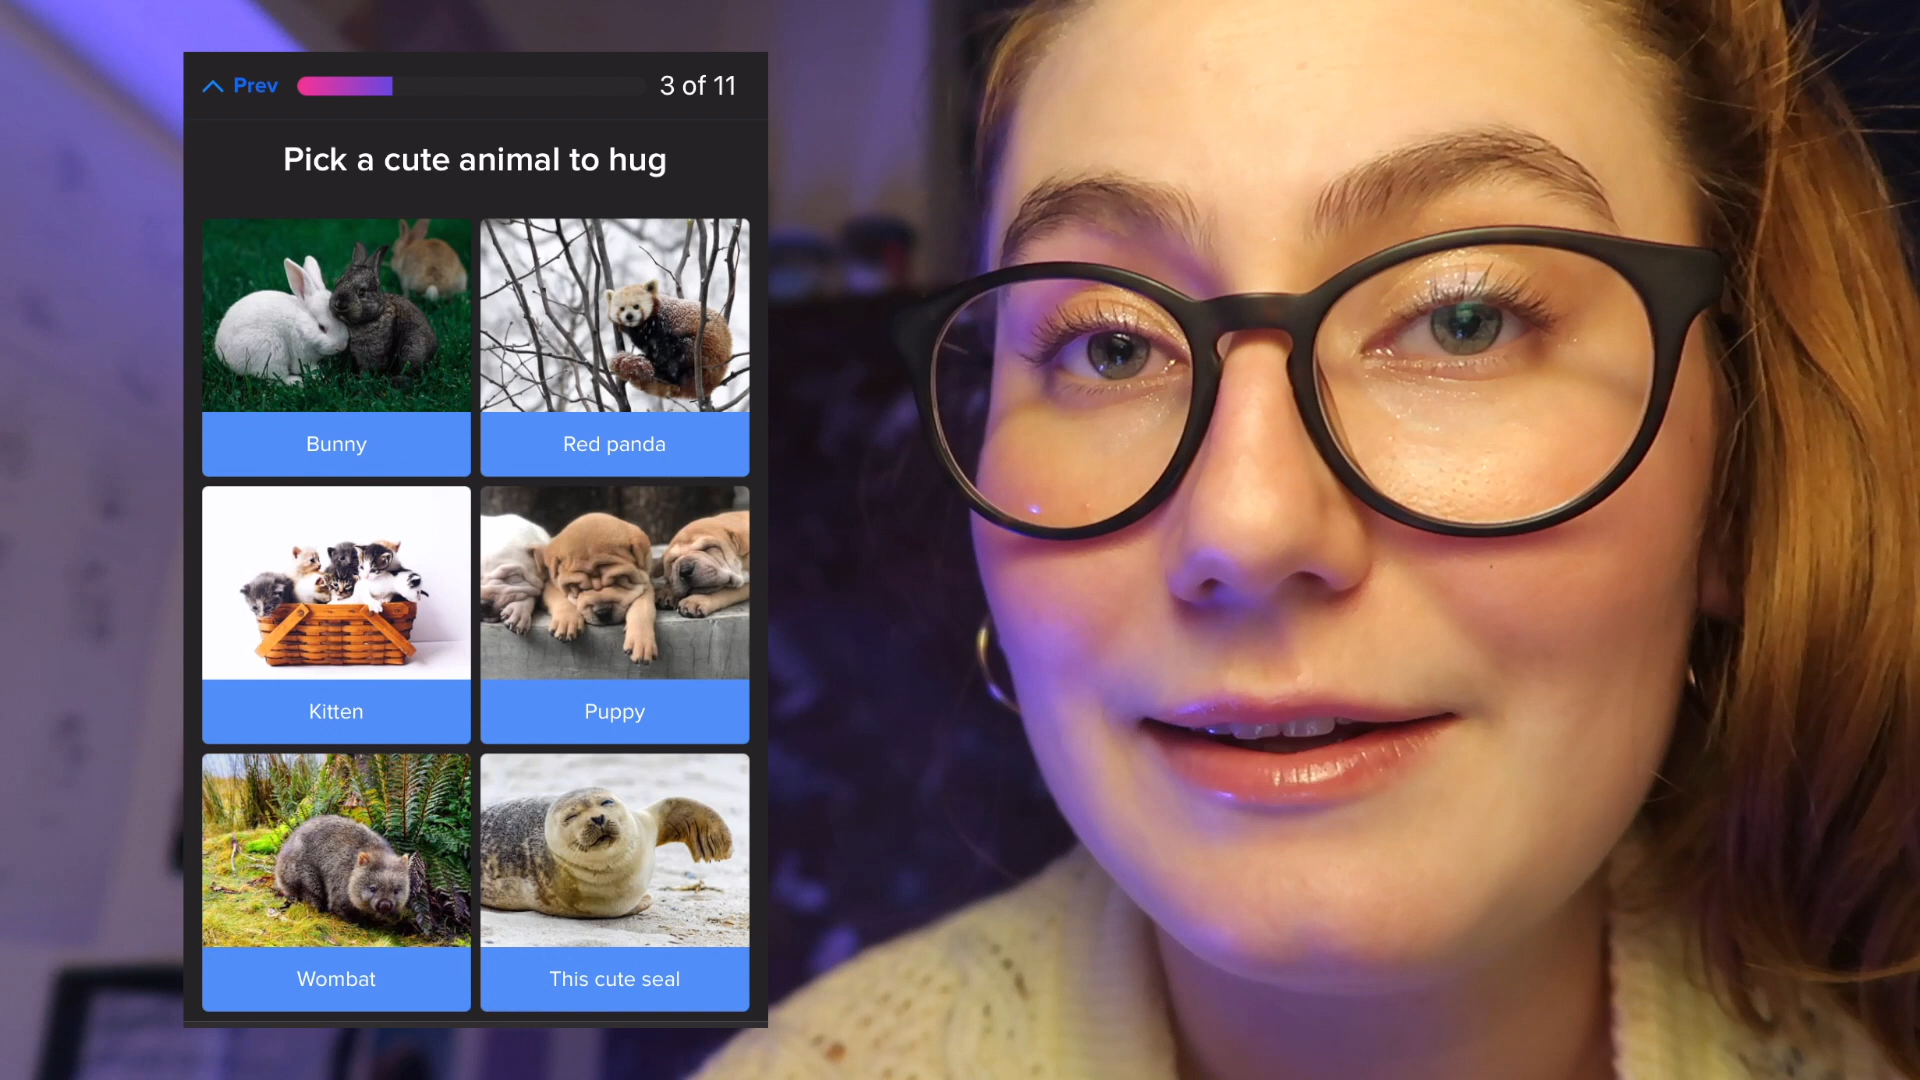 Prev
3 of 11
Pick a cute animal to hug
Bunny
Red panda
Kitten
Puppy
Wombat
This cute seal